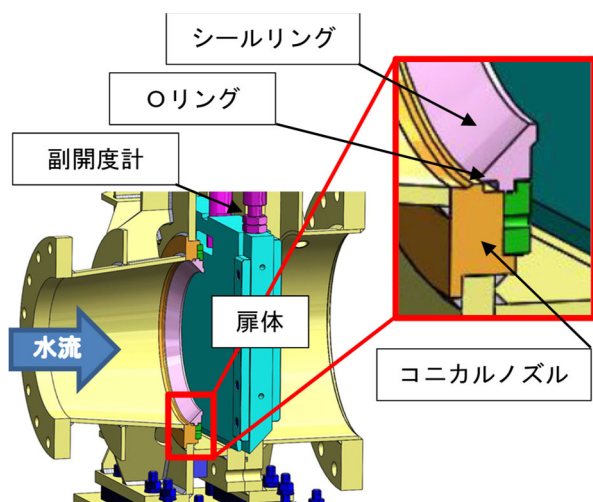 シールリング
Oリング
副開度計
扉体
水流
コニカルノズル